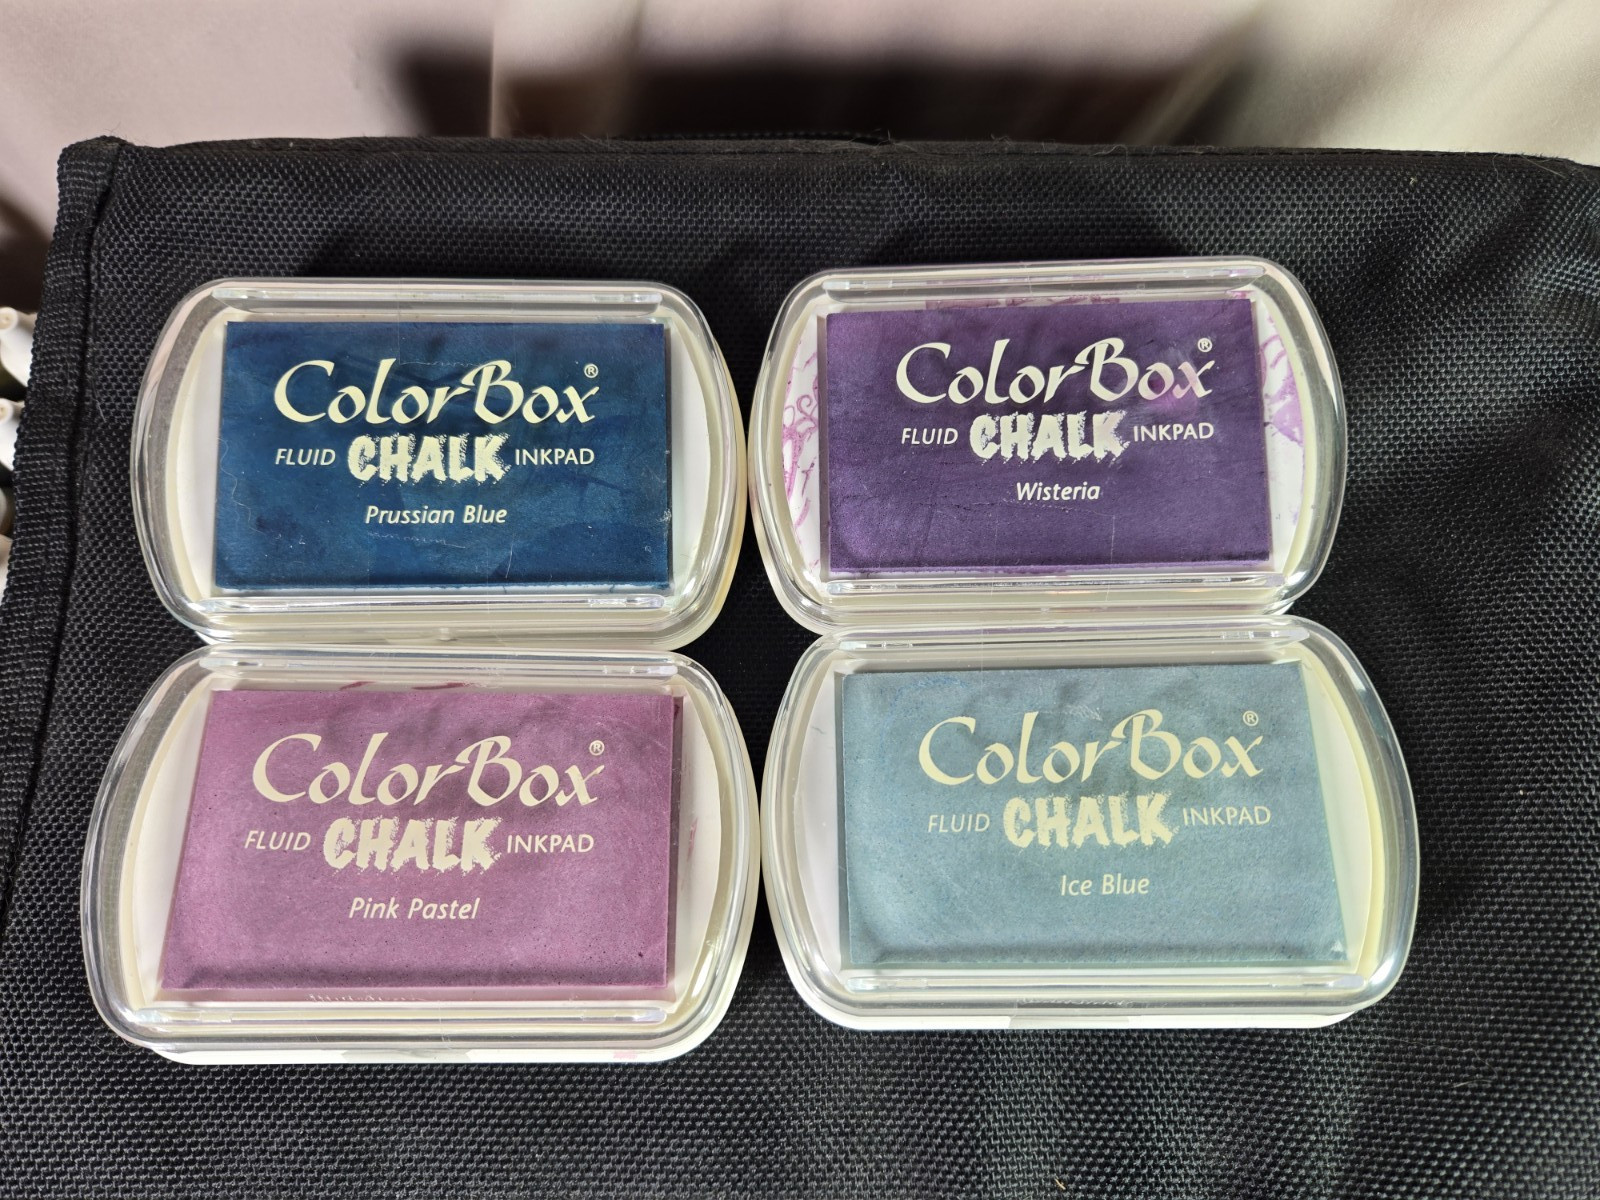 ColorBox®
FLUID CHALK INKPAD
Prussian Blue
ColorBox®
FLUID CHALK INKPAD
Wisteria
ColorBox®
FLUID CHALK INKPAD
Pink Pastel
ColorBox®
FLUID CHALK INKPAD
Ice Blue